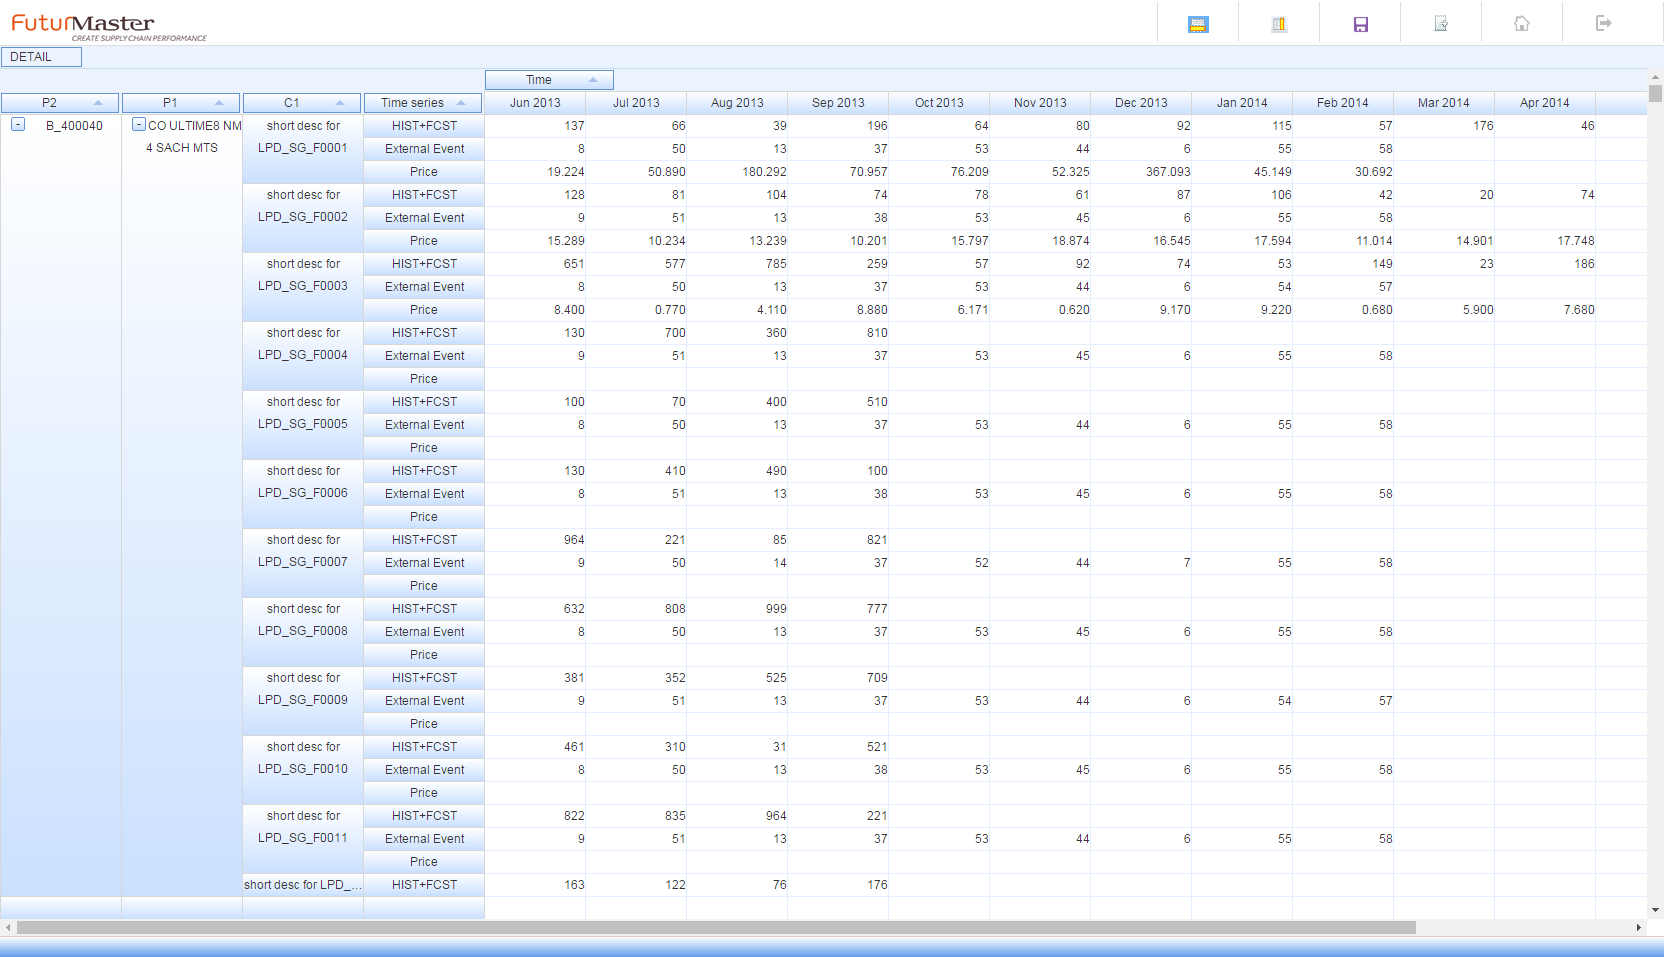 FuturMaster
CREATE SUPPLY CHAIN PERFORMANCE
DETAIL
Time
P2 P1 C1 Time series Jun 2013 Jul 2013 Aug 2013 Sep 2013 Oct 2013 Nov 2013 Dec 2013 Jan 2014 Feb 2014 Mar 2014 Apr 2014
- B_400040 - CO ULTIME8 NM short desc for HIST+FCST 137 66 39 196 64 80 92 115 57 176 46
4 SACH MTS LPD_SG_F0001 External Event 8 50 13 37 53 44 6 55 58
Price 19.224 50.890 180.292 70.957 76.209 52.325 367.093 45.149 30.692
short desc for HIST+FCST 128 81 104 74 78 61 87 106 42 20 74
LPD_SG_F0002 External Event 9 51 13 38 53 45 6 55 58
Price 15.289 10.234 13.239 10.201 15.797 18.874 16.545 17.594 11.014 14.901 17.748
short desc for HIST+FCST 651 577 785 259 57 92 74 53 149 23 186
LPD_SG_F0003 External Event 8 50 13 37 53 44 6 54 57
Price 8.400 0.770 4.110 8.880 6.171 0.620 9.170 9.220 0.680 5.900 7.680
short desc for HIST+FCST 130 700 360 810
LPD_SG_F0004 External Event 9 51 13 37 53 45 6 55 58
Price
short desc for HIST+FCST 100 70 400 510
LPD_SG_F0005 External Event 8 50 13 37 53 44 6 55 58
Price
short desc for HIST+FCST 130 410 490 100
LPD_SG_F0006 External Event 8 51 13 38 53 45 6 55 58
Price
short desc for HIST+FCST 964 221 85 821
LPD_SG_F0007 External Event 9 50 14 37 52 44 7 55 58
Price
short desc for HIST+FCST 632 808 999 777
LPD_SG_F0008 External Event 8 50 13 37 53 45 6 55 58
Price
short desc for HIST+FCST 381 352 525 709
LPD_SG_F0009 External Event 9 51 13 37 53 44 6 54 57
Price
short desc for HIST+FCST 461 310 31 521
LPD_SG_F0010 External Event 8 50 13 38 53 45 6 55 58
Price
short desc for HIST+FCST 822 835 964 221
LPD_SG_F0011 External Event 9 51 13 37 53 44 6 55 58
Price
short desc for LPD_... HIST+FCST 163 122 76 176